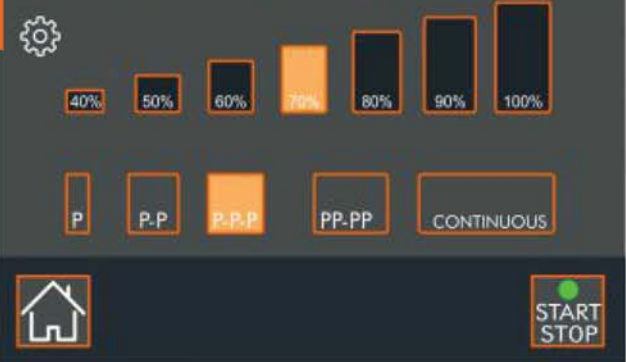 40% 50% 60% 70% 80% 90% 100%
P P-P P-P-P PP-PP CONTINUOUS
START
STOP